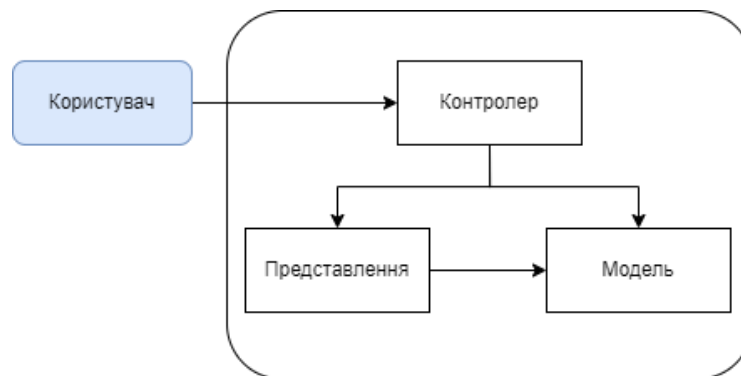 Користувач
Контролер
Представлення
Модель